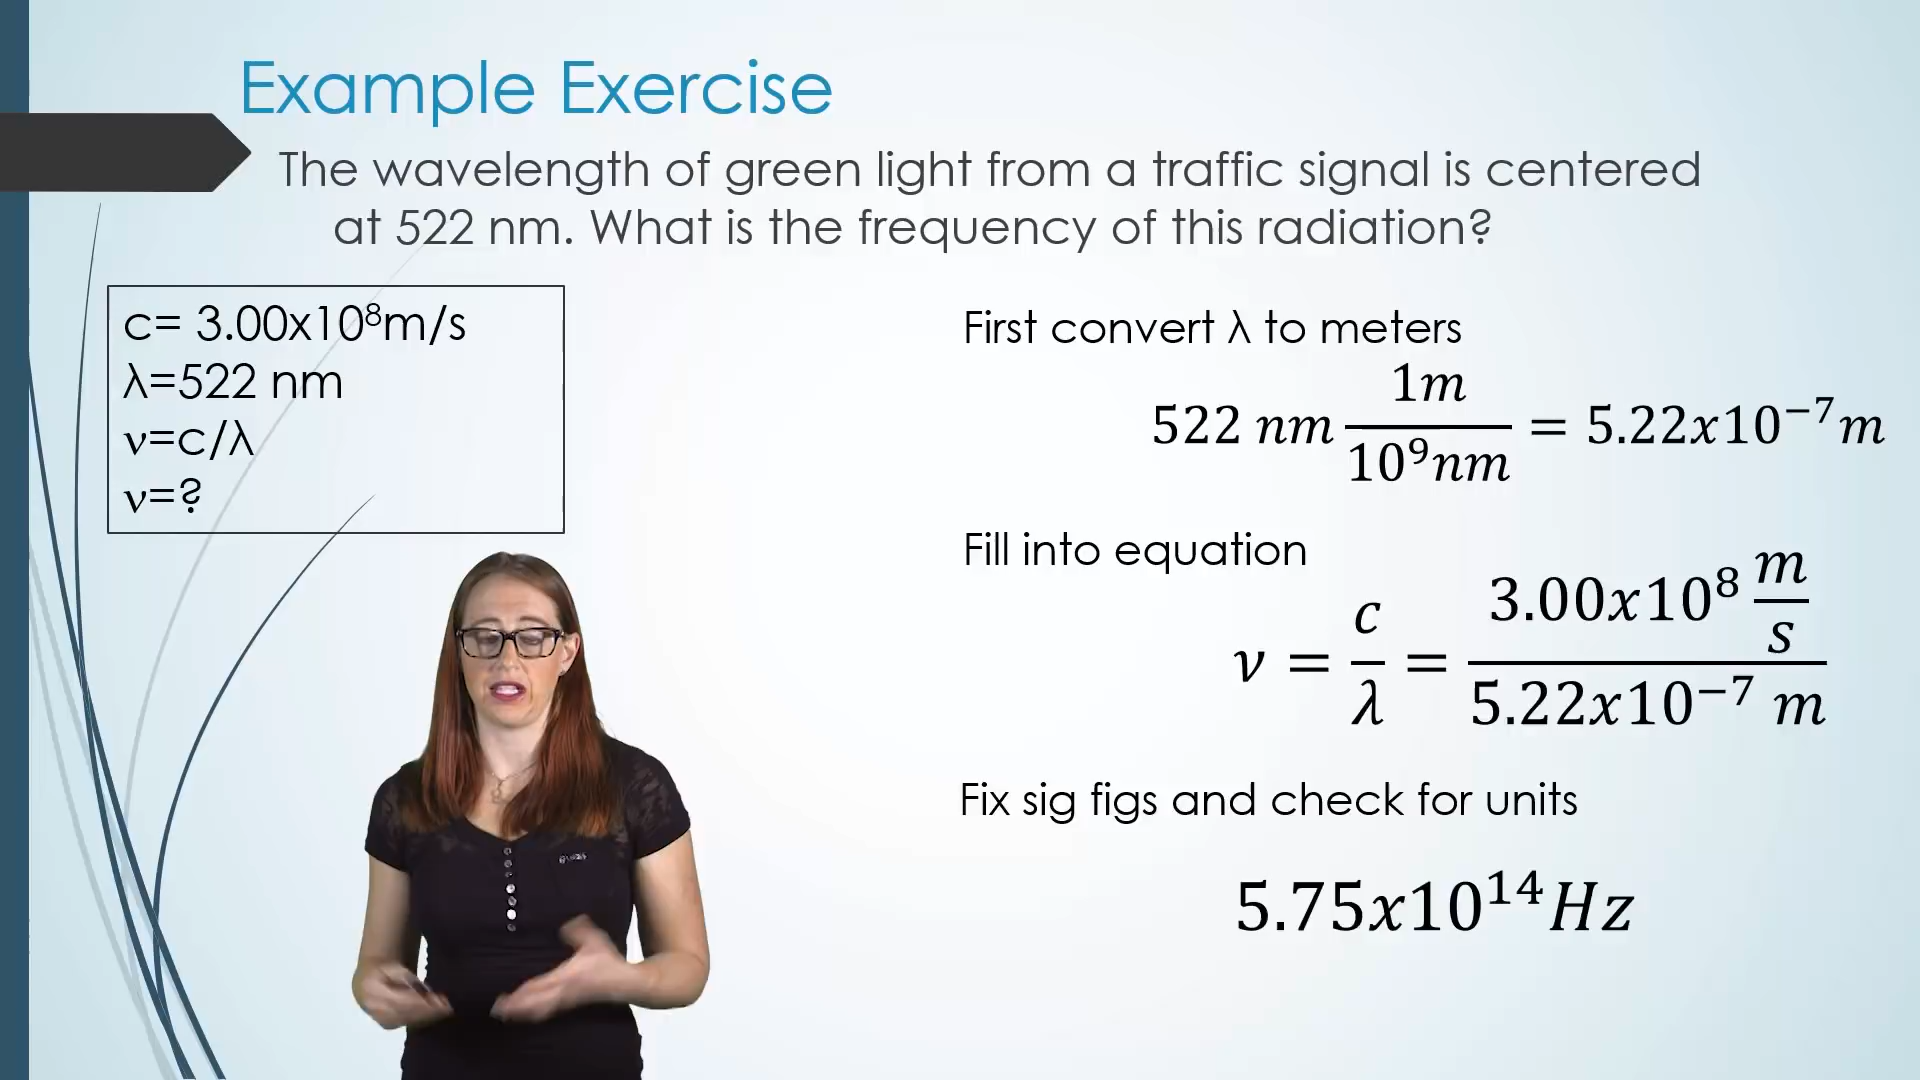 Example Exercise
The wavelength of green light from a traffic signal is centered
at 522 nm. What is the frequency of this radiation?
c= 3.00x10⁸m/s
λ=522 nm
ν=c/λ
ν=?
First convert λ to meters
522 nm 1m/10⁹nm = 5.22x10⁻⁷m
Fill into equation
ν = c/λ = 3.00x10⁸ m/s / 5.22x10⁻⁷ m
Fix sig figs and check for units
5.75x10¹⁴Hz